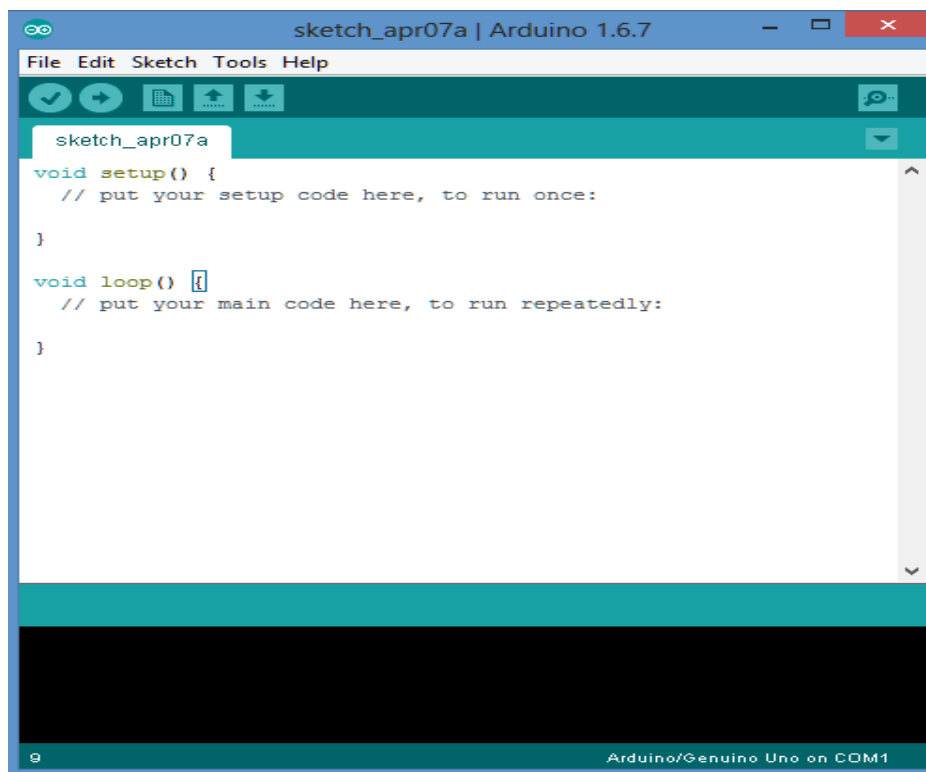 sketch_apr07a | Arduino 1.6.7
File Edit Sketch Tools Help
sketch_apr07a
void setup() {
  // put your setup code here, to run once:
}
void loop() {
  // put your main code here, to run repeatedly:
}
9 Arduino/Genuino Uno on COM1